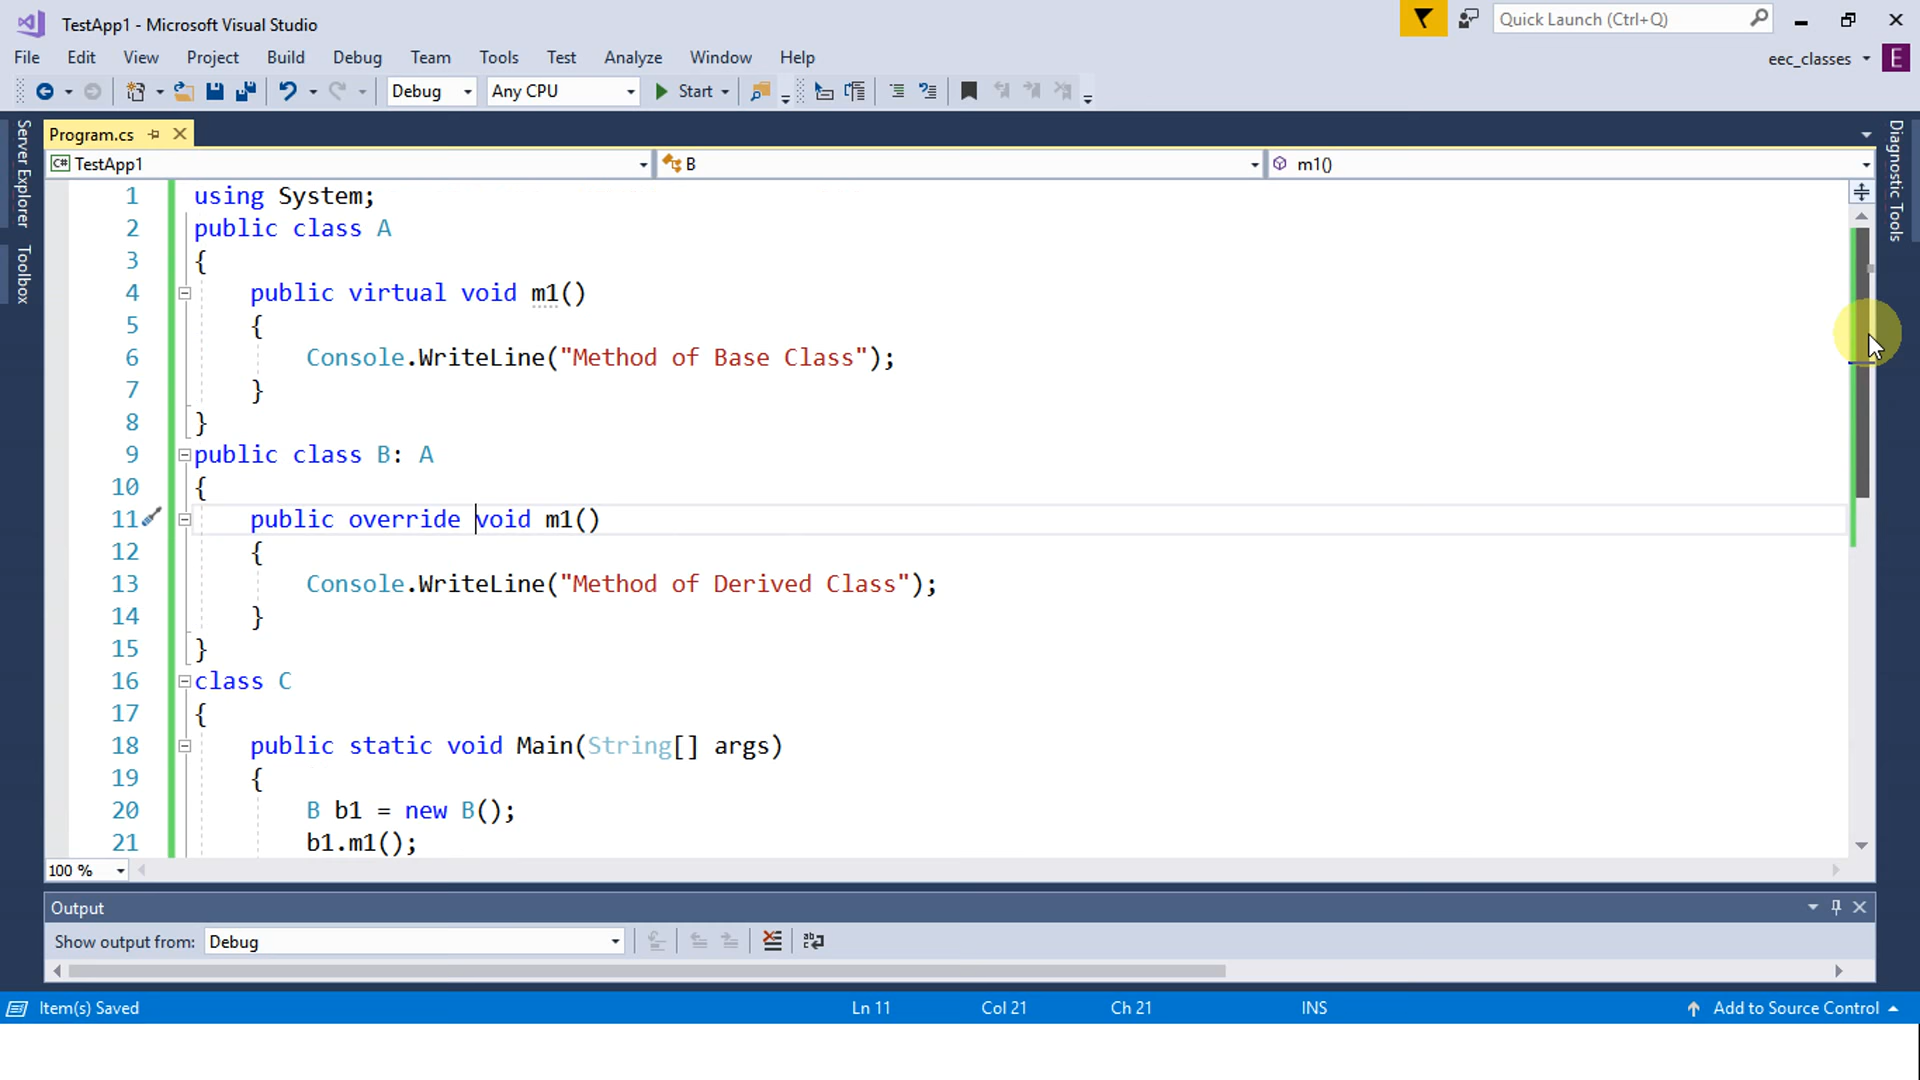 TestApp1 - Microsoft Visual Studio
Quick Launch (Ctrl+Q)
File Edit View Project Build Debug Team Tools Test Analyze Window Help
eec_classes E
Debug Any CPU Start
Server Explorer
Toolbox
Program.cs
Diagnostic Tools
C# TestApp1 B m1()
1 using System;
2 public class A
3 {
4 public virtual void m1()
5 {
6 Console.WriteLine("Method of Base Class");
7 }
8 }
9 public class B: A
10 {
11 public override void m1()
12 {
13 Console.WriteLine("Method of Derived Class");
14 }
15 }
16 class C
17 {
18 public static void Main(String[] args)
19 {
20 B b1 = new B();
21 b1.m1();
100 %
Output
Show output from: Debug
Item(s) Saved Ln 11 Col 21 Ch 21 INS Add to Source Control